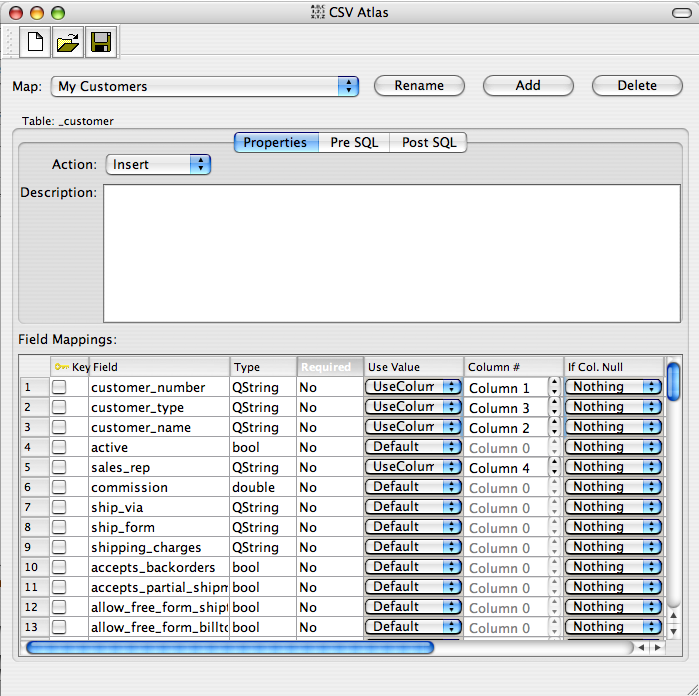 CSV Atlas
Map: My Customers Rename Add Delete
Table: _customer
Properties Pre SQL Post SQL
Action: Insert
Description:
Field Mappings:
Key Field Type Required Use Value Column # If Col. Null
1 customer_number QString No UseColum Column 1 Nothing
2 customer_type QString No UseColum Column 3 Nothing
3 customer_name QString No UseColum Column 2 Nothing
4 active bool No Default Column 0 Nothing
5 sales_rep QString No UseColum Column 4 Nothing
6 commission double No Default Column 0 Nothing
7 ship_via QString No Default Column 0 Nothing
8 ship_form QString No Default Column 0 Nothing
9 shipping_charges QString No Default Column 0 Nothing
10 accepts_backorders bool No Default Column 0 Nothing
11 accepts_partial_shipm bool No Default Column 0 Nothing
12 allow_free_form_shipt bool No Default Column 0 Nothing
13 allow_free_form_billto bool No Default Column 0 Nothing